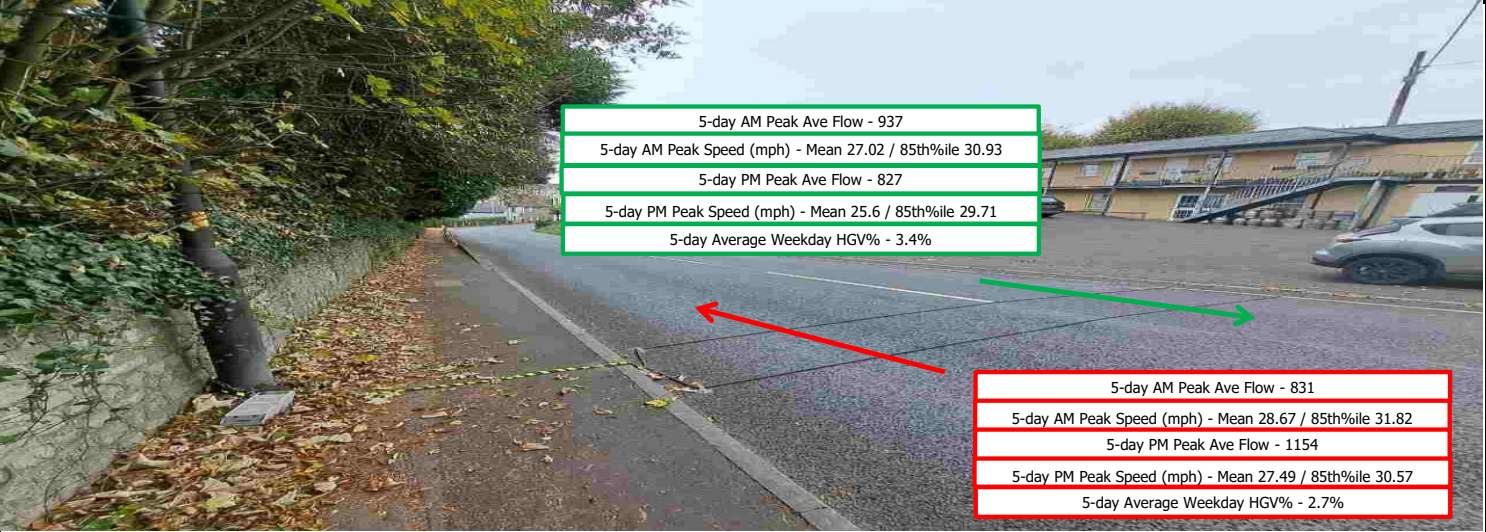 5-day AM Peak Ave Flow - 937
5-day AM Peak Speed (mph) - Mean 27.02 / 85th%ile 30.93
5-day PM Peak Ave Flow - 827
5-day PM Peak Speed (mph) - Mean 25.6 / 85th%ile 29.71
5-day Average Weekday HGV% - 3.4%
5-day AM Peak Ave Flow - 831
5-day AM Peak Speed (mph) - Mean 28.67 / 85th%ile 31.82
5-day PM Peak Ave Flow - 1154
5-day PM Peak Speed (mph) - Mean 27.49 / 85th%ile 30.57
5-day Average Weekday HGV% - 2.7%